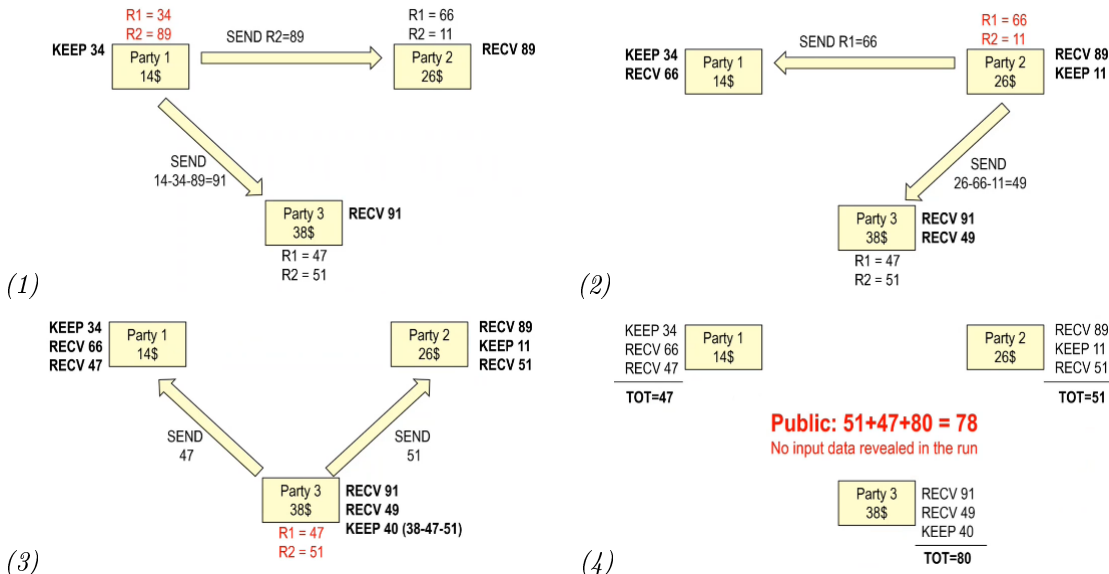 R1 = 34
R2 = 89
KEEP 34
Party 1
14$
SEND R2=89
R1 = 66
R2 = 11
Party 2
26$
RECV 89
SEND
14-34-89=91
Party 3
38$
RECV 91
R1 = 47
R2 = 51
(1)
KEEP 34
RECV 66
Party 1
14$
SEND R1=66
R1 = 66
R2 = 11
Party 2
26$
RECV 89
KEEP 11
SEND
26-66-11=49
Party 3
38$
RECV 91
RECV 49
R1 = 47
R2 = 51
(2)
KEEP 34
RECV 66
RECV 47
Party 1
14$
Party 2
26$
RECV 89
KEEP 11
RECV 51
SEND
47
SEND
51
Party 3
38$
RECV 91
RECV 49
KEEP 40 (38-47-51)
R1 = 47
R2 = 51
(3)
KEEP 34
RECV 66
RECV 47
TOT=47
Party 1
14$
Party 2
26$
RECV 89
KEEP 11
RECV 51
TOT=51
Public: 51+47+80 = 78
No input data revealed in the run
Party 3
38$
RECV 91
RECV 49
KEEP 40
TOT=80
(4)